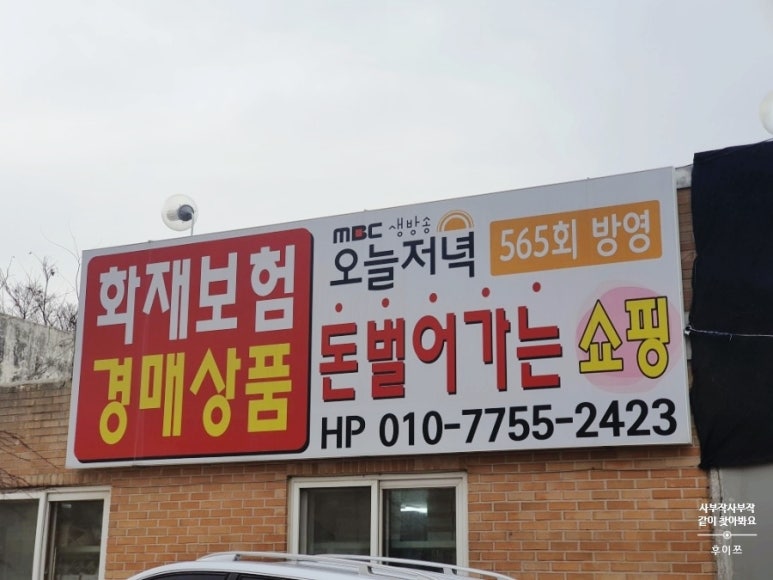 화재보험
경매상품
MBC 생방송
오늘저녁
565회 방영
돈벌어가는 쇼핑
HP 010-7755-2423
사부작사부작
같이 찾아봐요
후이쯔